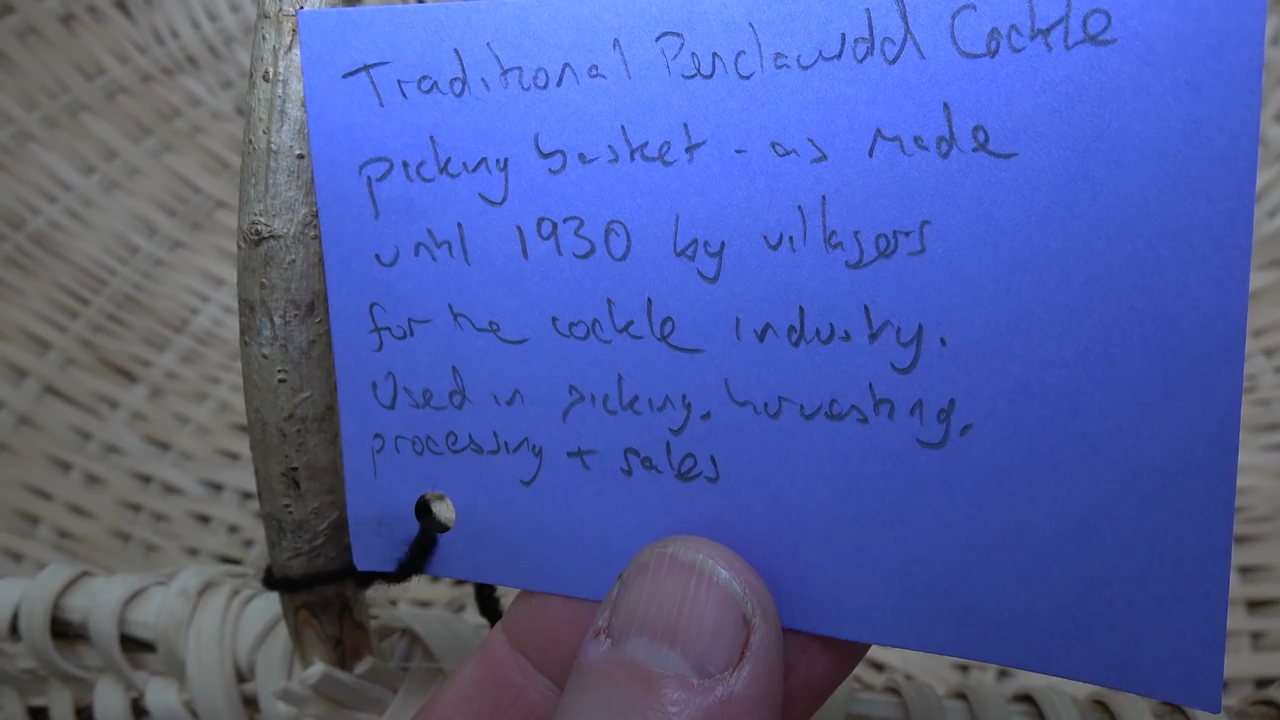 Traditional Penclawdd Cockle
picking basket - as made
until 1930 by villagers
for the cockle industry.
Used in picking, harvesting,
processing + sales